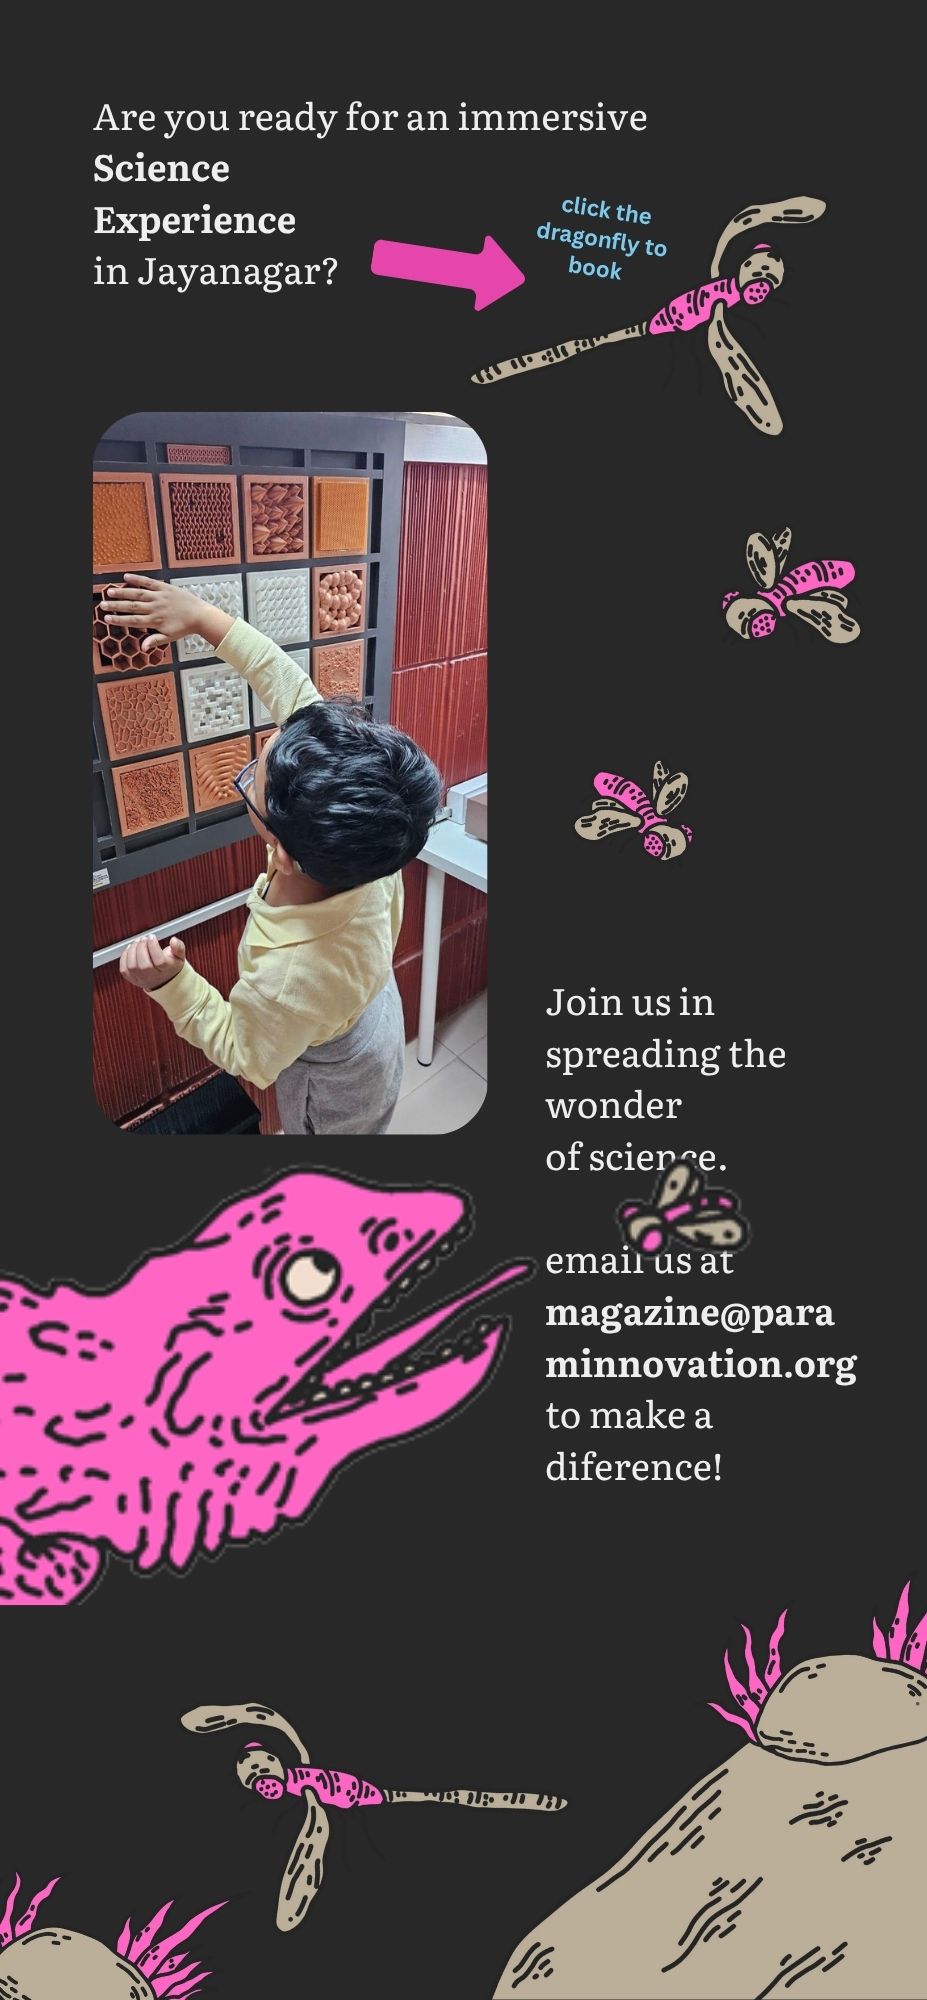 Are you ready for an immersive
Science
Experience
in Jayanagar?
click the
dragonfly to
book
Join us in
spreading the
wonder
of science.
email us at
magazine@para
minnovation.org
to make a
diference!